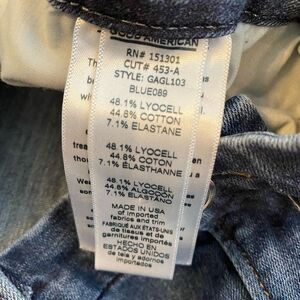 GOOD AMERICAN
RN# 151301
CUT# 453-A
STYLE: GAGL103
BLUE089
48.1% LYOCELL
44.8% COTTON
7.1% ELASTANE
48.1% LYOCELL
44.8% COTON
7.1% ÉLASTHANNE
48.1% LYOCELL
44.8% ALGODÓN
7.1% ELASTANO
MADE IN U.S.A
of imported
fabrics and trim
FABRIQUÉ AUX ÉTATS-UNIS
de tissus et de
garnitures importés
HECHO EN
ESTADOS UNIDOS
de tela y adornos
importados